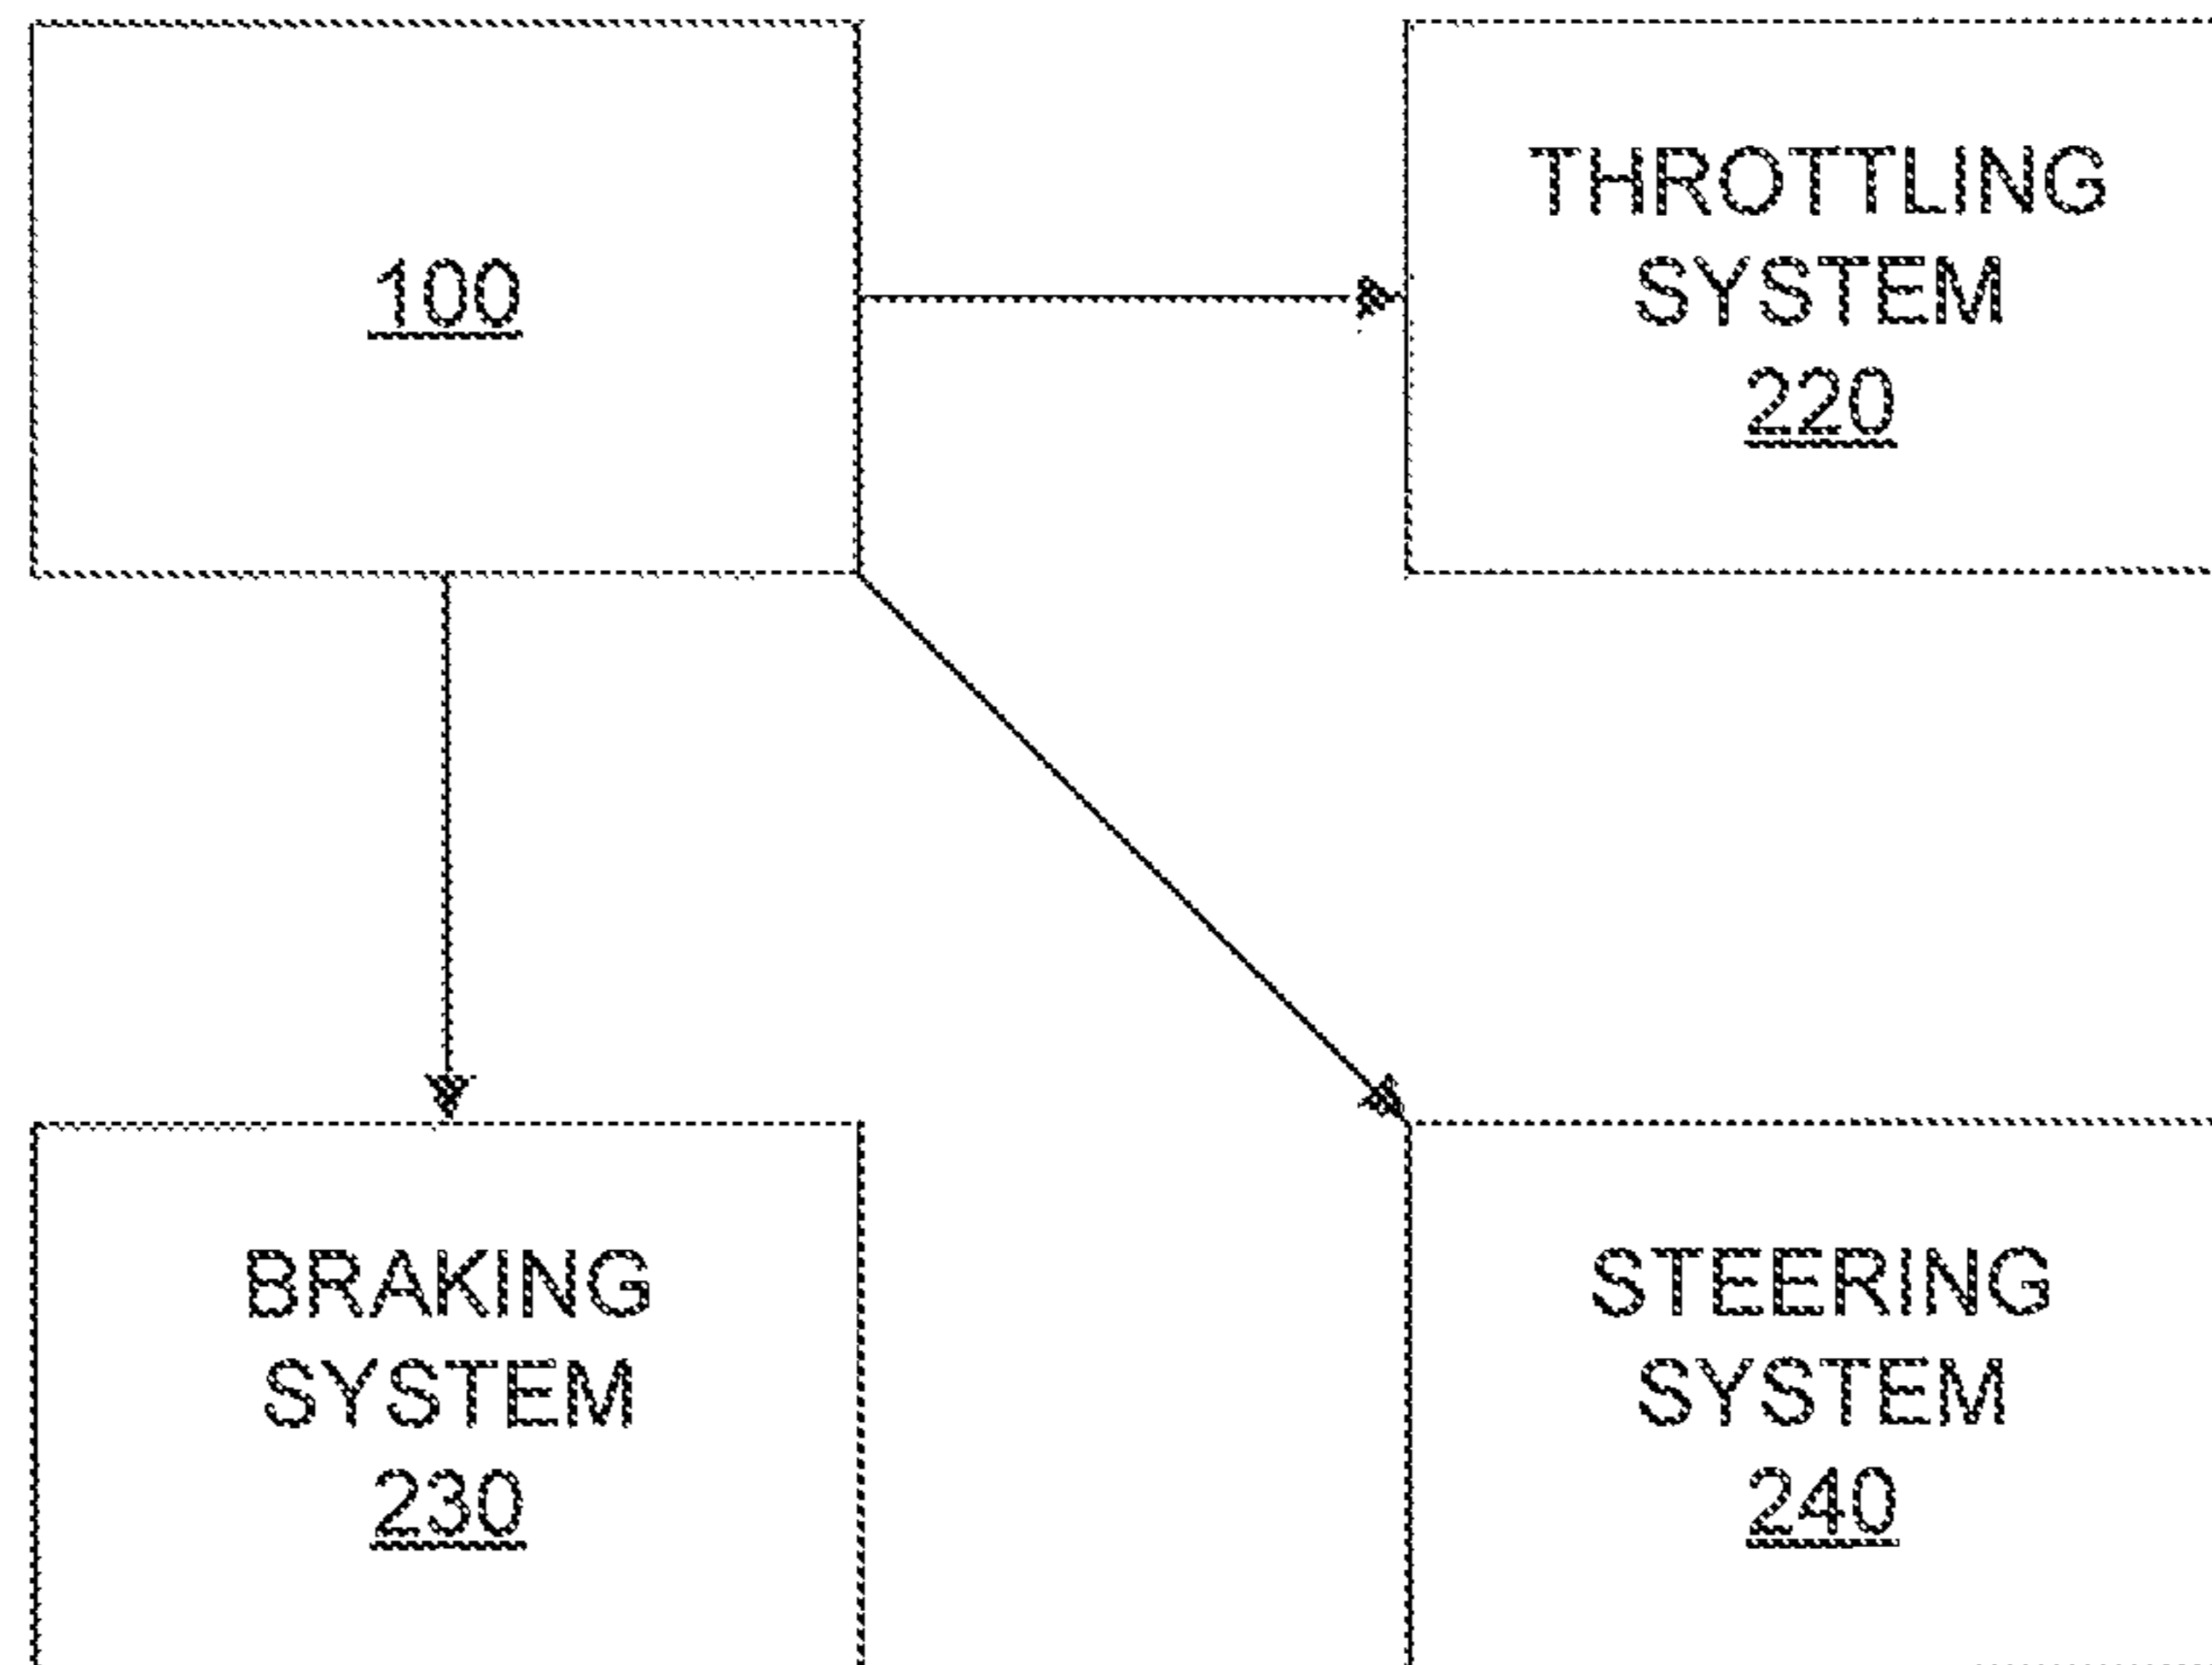 100
THROTTLING
SYSTEM
220
BRAKING
SYSTEM
230
STEERING
SYSTEM
240